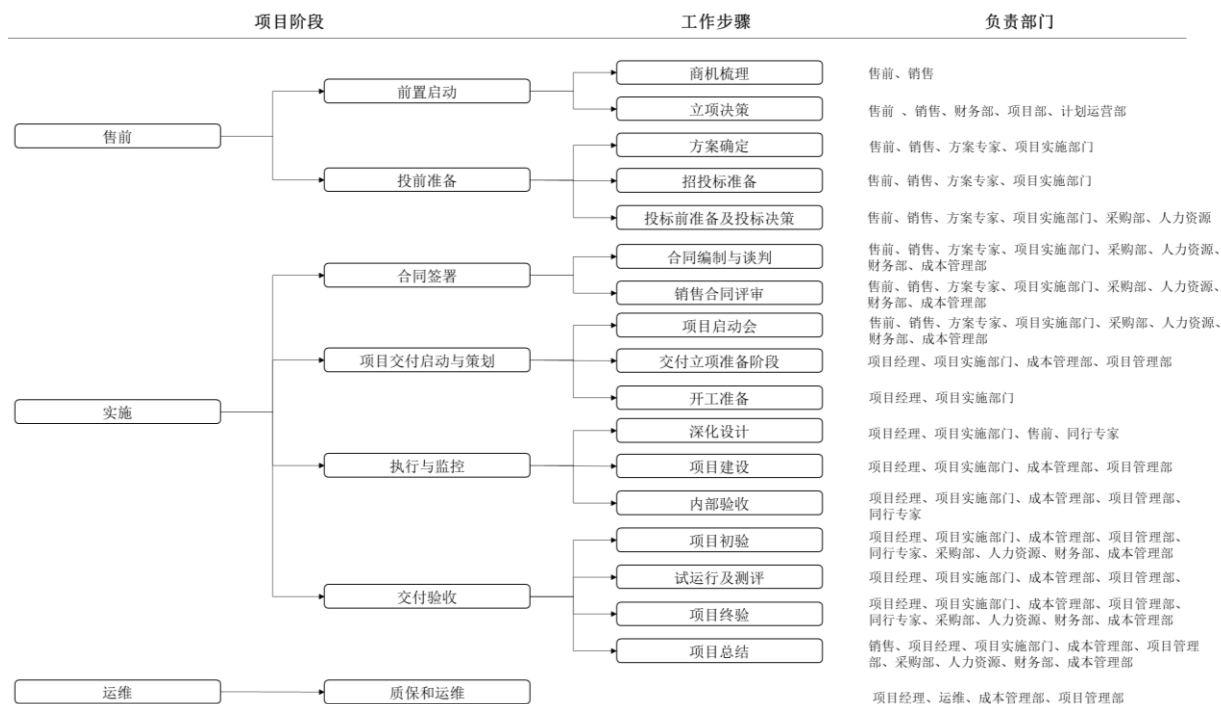 项目阶段 工作步骤 负责部门
商机梳理 售前、销售
前置启动
立项决策 售前 、销售、财务部、项目部、计划运营部
售前
方案确定 售前、销售、方案专家、项目实施部门
投前准备 招投标准备 售前、销售、方案专家、项目实施部门
投标前准备及投标决策 售前、销售、方案专家、项目实施部门、采购部、人力资源
合同编制与谈判 售前、销售、方案专家、项目实施部门、采购部、人力资源、
财务部、成本管理部
合同签署
销售合同评审 售前、销售、方案专家、项目实施部门、采购部、人力资源、
财务部、成本管理部
项目启动会 售前、销售、方案专家、项目实施部门、采购部、人力资源、
财务部、成本管理部
项目交付启动与策划 交付立项准备阶段 项目经理、项目实施部门、成本管理部、项目管理部
开工准备 项目经理、项目实施部门
实施
深化设计 项目经理、项目实施部门、售前、同行专家
执行与监控 项目建设 项目经理、项目实施部门、成本管理部、项目管理部
内部验收 项目经理、项目实施部门、成本管理部、项目管理部、
同行专家
项目初验 项目经理、项目实施部门、成本管理部、项目管理部、
同行专家、采购部、人力资源、财务部、成本管理部
试运行及测评 项目经理、项目实施部门、成本管理部、项目管理部、
交付验收
项目终验 项目经理、项目实施部门、成本管理部、项目管理部、
同行专家、采购部、人力资源、财务部、成本管理部
项目总结 销售、项目经理、项目实施部门、成本管理部、项目管理
部、采购部、人力资源、财务部、成本管理部
运维 质保和运维 项目经理、运维、成本管理部、项目管理部